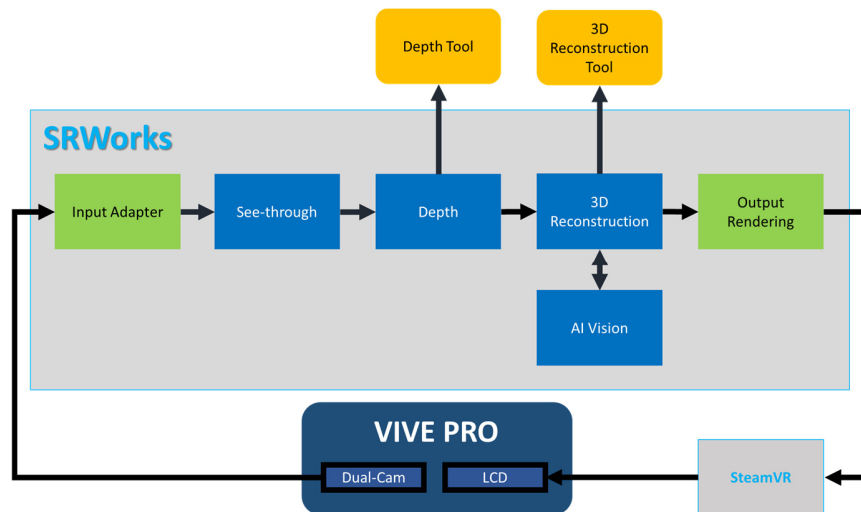 Depth Tool
3D
Reconstruction
Tool
SRWorks
Input Adapter
See-through
Depth
3D
Reconstruction
Output
Rendering
AI Vision
VIVE PRO
Dual-Cam
LCD
SteamVR